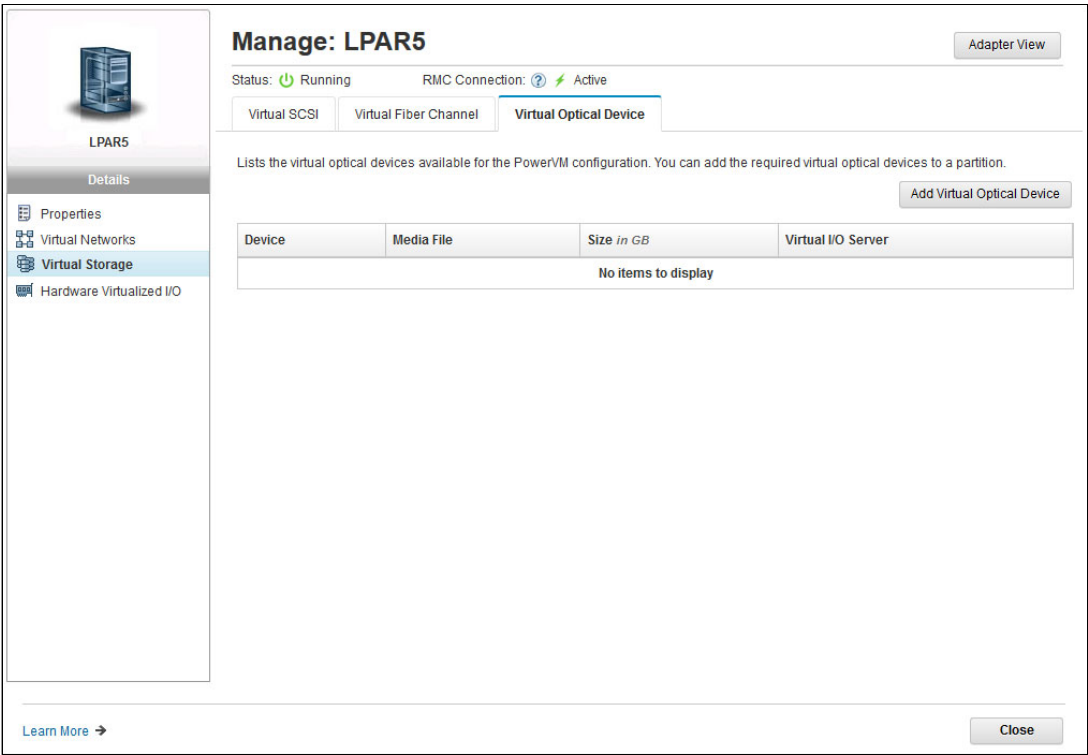 LPAR5
Details
Properties
Virtual Networks
Virtual Storage
Hardware Virtualized I/O
Manage: LPAR5
Adapter View
Status: Running RMC Connection: ? Active
Virtual SCSI Virtual Fiber Channel Virtual Optical Device
Lists the virtual optical devices available for the PowerVM configuration. You can add the required virtual optical devices to a partition.
Add Virtual Optical Device
Device Media File Size in GB Virtual I/O Server
No items to display
Learn More
Close